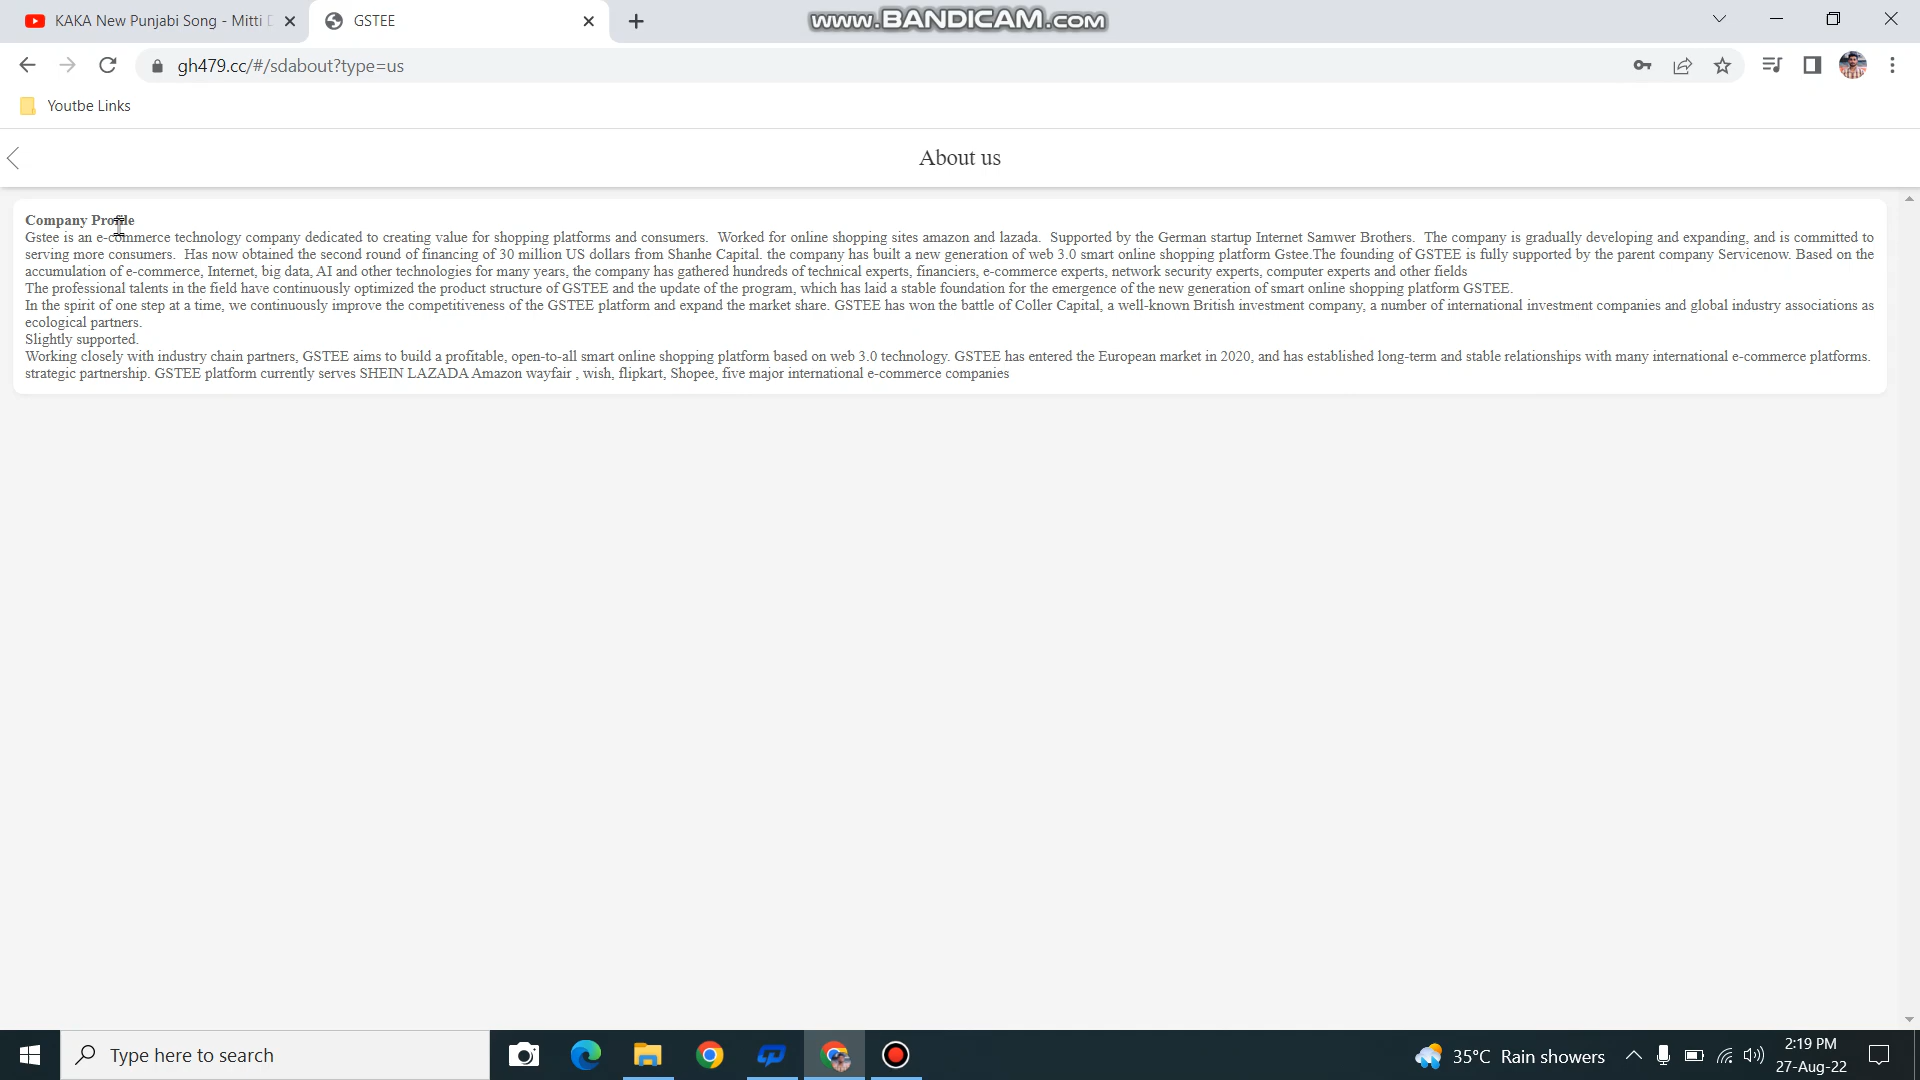 KAKA New Punjabi Song - Mitti
GSTEE
www.BANDICAM.com
gh479.cc/#/sdabout?type=us
Youtbe Links
About us
Company Profile
Gstee is an e-commerce technology company dedicated to creating value for shopping platforms and consumers. Worked for online shopping sites amazon and lazada. Supported by the German startup Internet Samwer Brothers. The company is gradually developing and expanding, and is committed to
serving more consumers. Has now obtained the second round of financing of 30 million US dollars from Shanhe Capital. the company has built a new generation of web 3.0 smart online shopping platform Gstee.The founding of GSTEE is fully supported by the parent company Servicenow. Based on the
accumulation of e-commerce, Internet, big data, AI and other technologies for many years, the company has gathered hundreds of technical experts, financiers, e-commerce experts, network security experts, computer experts and other fields
The professional talents in the field have continuously optimized the product structure of GSTEE and the update of the program, which has laid a stable foundation for the emergence of the new generation of smart online shopping platform GSTEE.
In the spirit of one step at a time, we continuously improve the competitiveness of the GSTEE platform and expand the market share. GSTEE has won the battle of Coller Capital, a well-known British investment company, a number of international investment companies and global industry associations as
ecological partners.
Slightly supported.
Working closely with industry chain partners, GSTEE aims to build a profitable, open-to-all smart online shopping platform based on web 3.0 technology. GSTEE has entered the European market in 2020, and has established long-term and stable relationships with many international e-commerce platforms.
strategic partnership. GSTEE platform currently serves SHEIN LAZADA Amazon wayfair , wish, flipkart, Shopee, five major international e-commerce companies
Type here to search
35°C Rain showers
2:19 PM
27-Aug-22